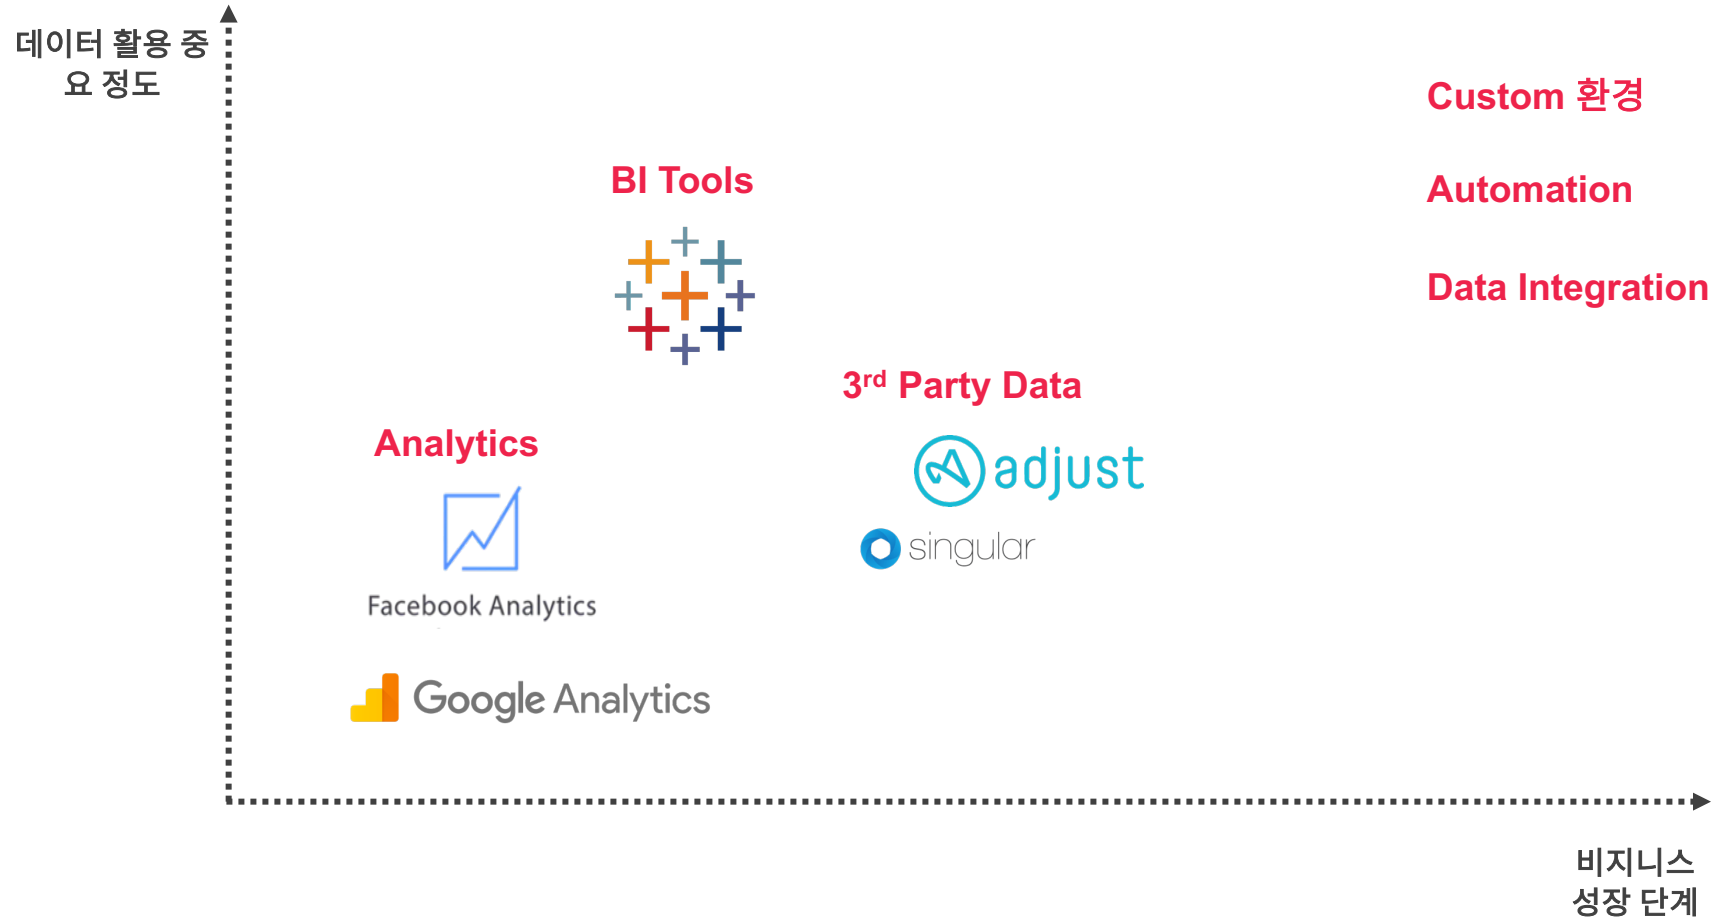 데이터 활용 중
요 정도
Custom 환경
BI Tools
Automation
Data Integration
3rd Party Data
Analytics
adjust
singular
Facebook Analytics
Google Analytics
비지니스
성장 단계